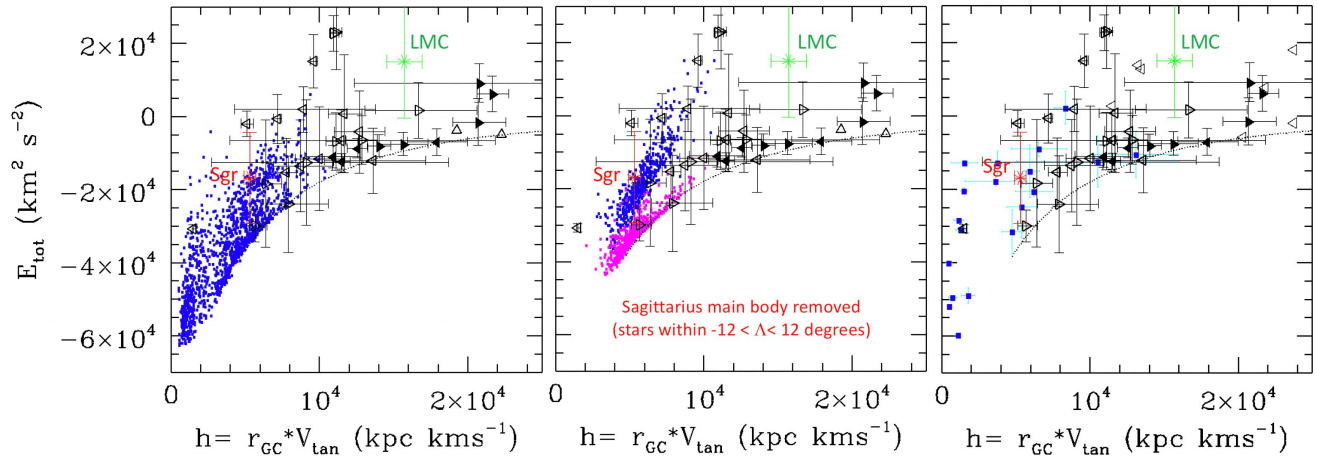 E_tot (km² s⁻²)
2×10⁴
0
−2×10⁴
−4×10⁴
−6×10⁴
LMC
Sgr
0
10⁴
2×10⁴
h= r_GC*V_tan (kpc kms⁻¹)
LMC
Sgr
Sagittarius main body removed
(stars within -12 < Λ< 12 degrees)
0
10⁴
2×10⁴
h= r_GC*V_tan (kpc kms⁻¹)
LMC
Sgr
0
10⁴
2×10⁴
h= r_GC*V_tan (kpc kms⁻¹)